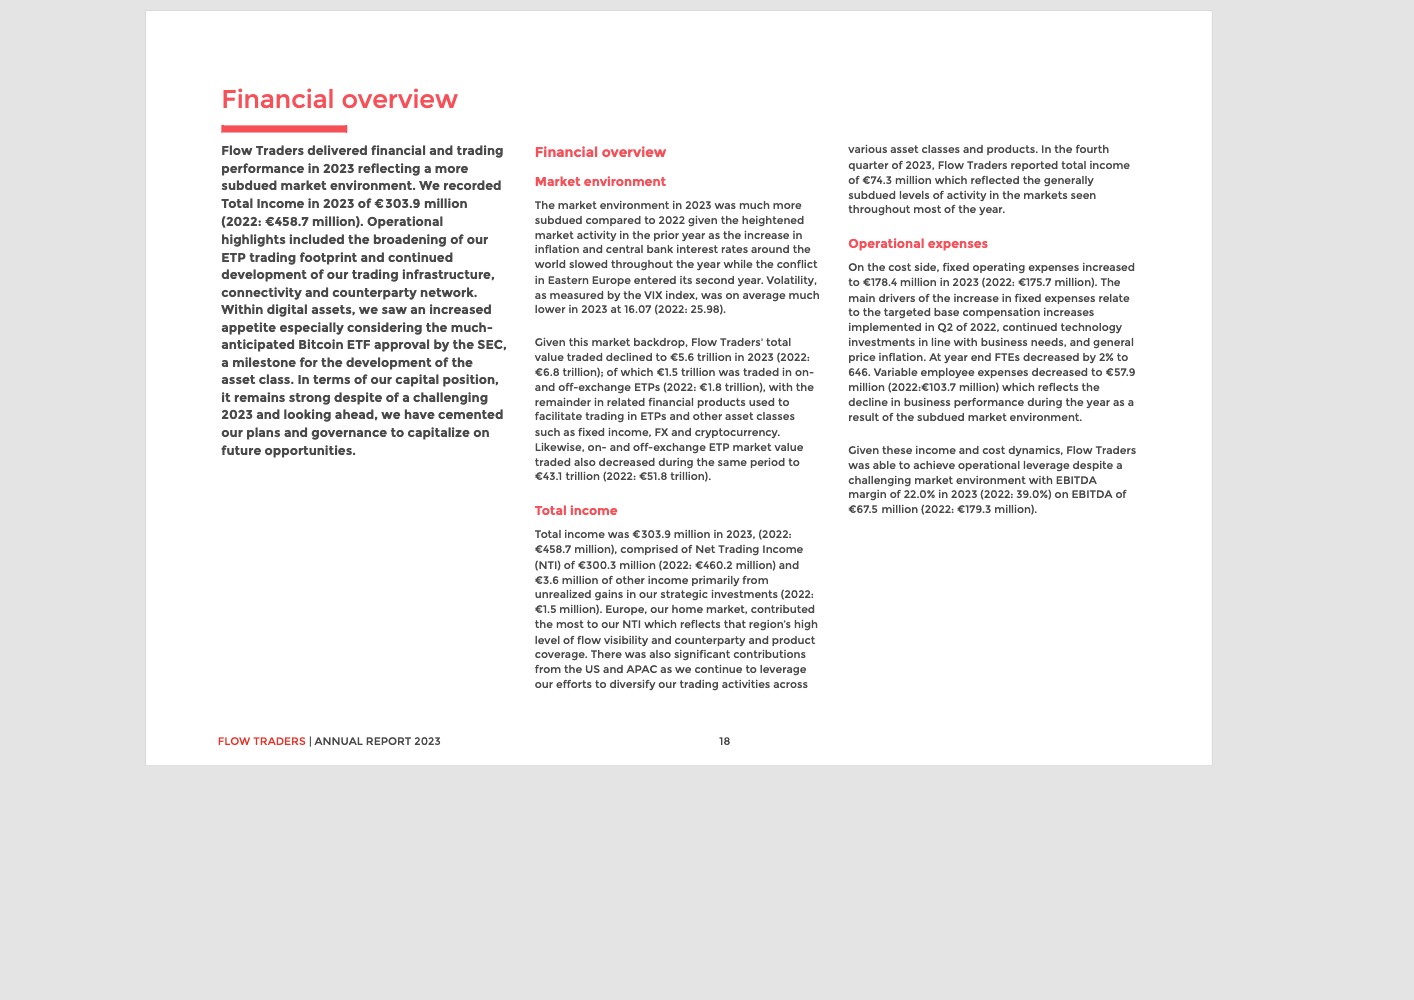 Financial overview
Flow Traders delivered financial and trading
performance in 2023 reflecting a more
subdued market environment. We recorded
Total Income in 2023 of €303.9 million
(2022: €458.7 million). Operational
highlights included the broadening of our
ETP trading footprint and continued
development of our trading infrastructure,
connectivity and counterparty network.
Within digital assets, we saw an increased
appetite especially considering the much-
anticipated Bitcoin ETF approval by the SEC,
a milestone for the development of the
asset class. In terms of our capital position,
it remains strong despite of a challenging
2023 and looking ahead, we have cemented
our plans and governance to capitalize on
future opportunities.
Financial overview
Market environment
The market environment in 2023 was much more
subdued compared to 2022 given the heightened
market activity in the prior year as the increase in
inflation and central bank interest rates around the
world slowed throughout the year while the conflict
in Eastern Europe entered its second year. Volatility,
as measured by the VIX index, was on average much
lower in 2023 at 16.07 (2022: 25.98).
Given this market backdrop, Flow Traders' total
value traded declined to €5.6 trillion in 2023 (2022:
€6.8 trillion); of which €1.5 trillion was traded in on-
and off-exchange ETPs (2022: €1.8 trillion), with the
remainder in related financial products used to
facilitate trading in ETPs and other asset classes
such as fixed income, FX and cryptocurrency.
Likewise, on- and off-exchange ETP market value
traded also decreased during the same period to
€43.1 trillion (2022: €51.8 trillion).
Total income
Total income was €303.9 million in 2023, (2022:
€458.7 million), comprised of Net Trading Income
(NTI) of €300.3 million (2022: €460.2 million) and
€3.6 million of other income primarily from
unrealized gains in our strategic investments (2022:
€1.5 million). Europe, our home market, contributed
the most to our NTI which reflects that region's high
level of flow visibility and counterparty and product
coverage. There was also significant contributions
from the US and APAC as we continue to leverage
our efforts to diversify our trading activities across
various asset classes and products. In the fourth
quarter of 2023, Flow Traders reported total income
of €74.3 million which reflected the generally
subdued levels of activity in the markets seen
throughout most of the year.
Operational expenses
On the cost side, fixed operating expenses increased
to €178.4 million in 2023 (2022: €175.7 million). The
main drivers of the increase in fixed expenses relate
to the targeted base compensation increases
implemented in Q2 of 2022, continued technology
investments in line with business needs, and general
price inflation. At year end FTEs decreased by 2% to
646. Variable employee expenses decreased to €57.9
million (2022:€103.7 million) which reflects the
decline in business performance during the year as a
result of the subdued market environment.
Given these income and cost dynamics, Flow Traders
was able to achieve operational leverage despite a
challenging market environment with EBITDA
margin of 22.0% in 2023 (2022: 39.0%) on EBITDA of
€67.5 million (2022: €179.3 million).
FLOW TRADERS | ANNUAL REPORT 2023
18